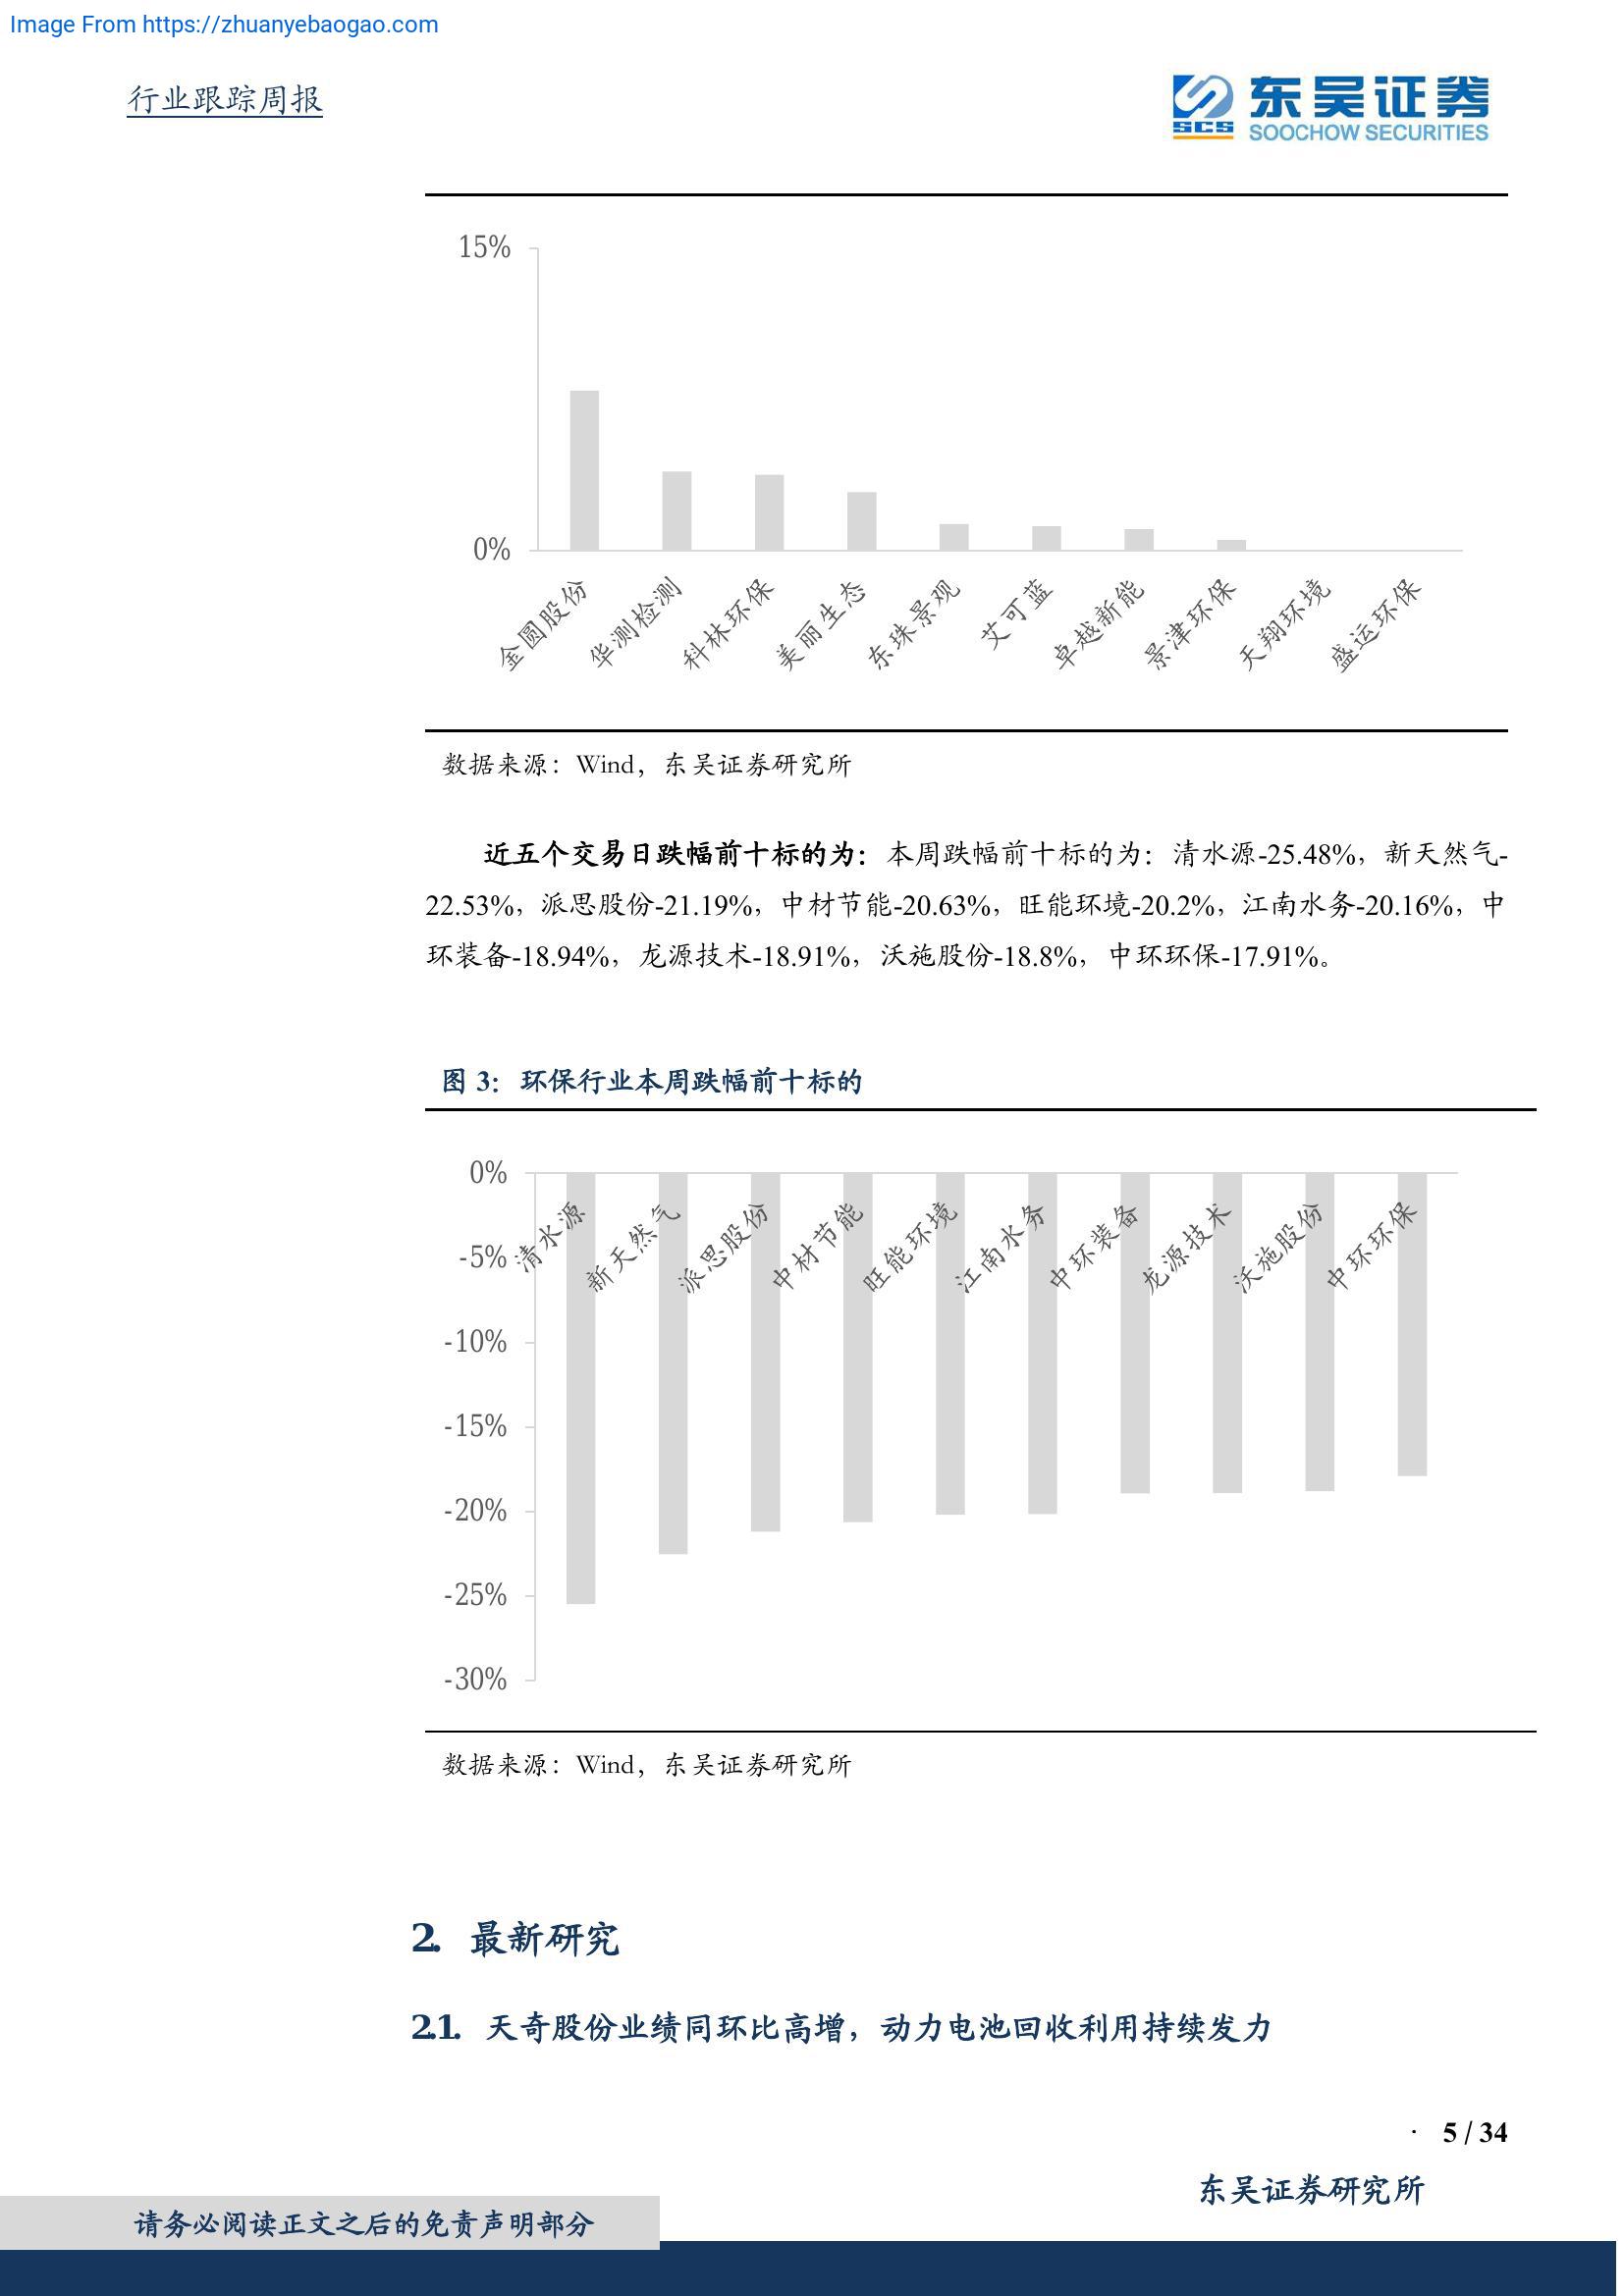 Image From https://zhuanyebaogao.com
行业跟踪周报
东吴证券
SCS
SOOCHOW SECURITIES
15%
0%
金圆股份
华测检测
科林环保
美丽生态
东珠景观
艾可蓝
卓越新能
景津环保
天翔环境
盛运环保
数据来源：Wind，东吴证券研究所
近五个交易日跌幅前十标的为：本周跌幅前十标的为：清水源-25.48%，新天然气-
22.53%，派思股份-21.19%，中材节能-20.63%，旺能环境-20.2%，江南水务-20.16%，中
环装备-18.94%，龙源技术-18.91%，沃施股份-18.8%，中环环保-17.91%。
图 3：环保行业本周跌幅前十标的
0%
-5%
-10%
-15%
-20%
-25%
-30%
清水源
新天然气
派思股份
中材节能
旺能环境
江南水务
中环装备
龙源技术
沃施股份
中环环保
数据来源：Wind，东吴证券研究所
2. 最新研究
2.1. 天奇股份业绩同环比高增，动力电池回收利用持续发力
· 5 / 34
东吴证券研究所
请务必阅读正文之后的免责声明部分